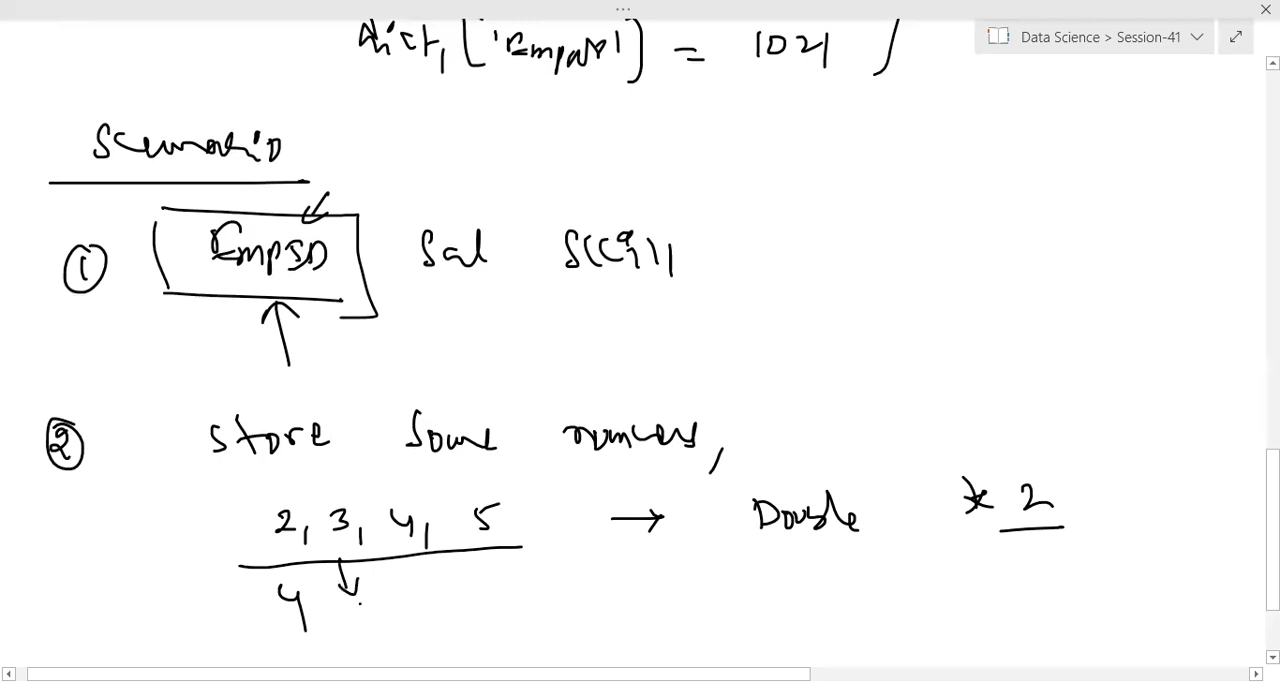 Data Science > Session-41
dict1['EmpNo'] = 1021
Scenario
① EmpID Sal
② store some numbers,
2, 3, 4, 5 → Double * 2
4